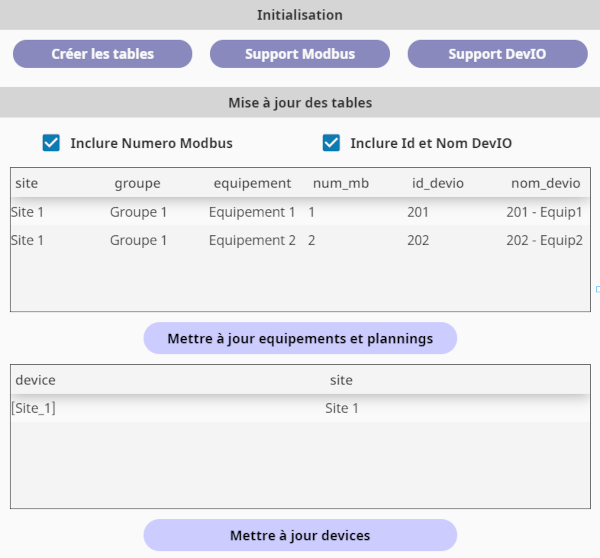 Initialisation
Créer les tables Support Modbus Support DevIO
Mise à jour des tables
Inclure Numero Modbus Inclure Id et Nom DevIO
site groupe equipement num_mb id_devio nom_devio
Site 1 Groupe 1 Equipement 1 1 201 201 - Equip1
Site 1 Groupe 1 Equipement 2 2 202 202 - Equip2
Mettre à jour equipements et plannings
device site
[Site_1] Site 1
Mettre à jour devices